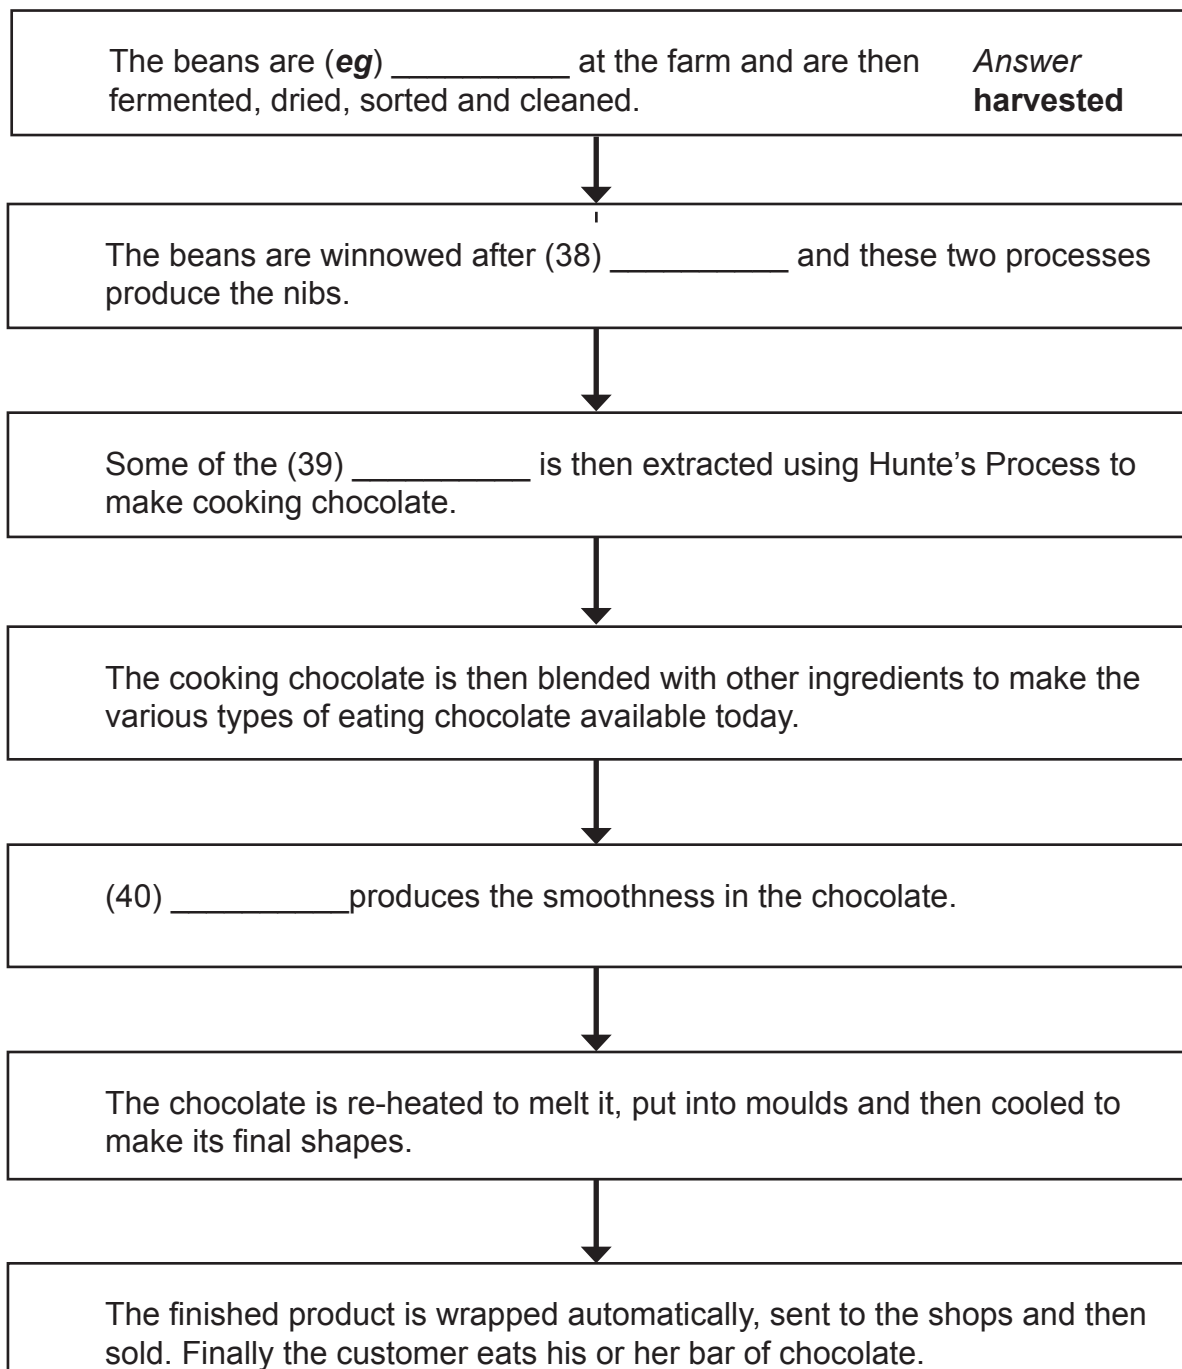 The beans are (eg) __________ at the farm and are then Answer
fermented, dried, sorted and cleaned. harvested
The beans are winnowed after (38) __________ and these two processes
produce the nibs.
Some of the (39) __________ is then extracted using Hunte's Process to
make cooking chocolate.
The cooking chocolate is then blended with other ingredients to make the
various types of eating chocolate available today.
(40) __________produces the smoothness in the chocolate.
The chocolate is re-heated to melt it, put into moulds and then cooled to
make its final shapes.
The finished product is wrapped automatically, sent to the shops and then
sold. Finally the customer eats his or her bar of chocolate.